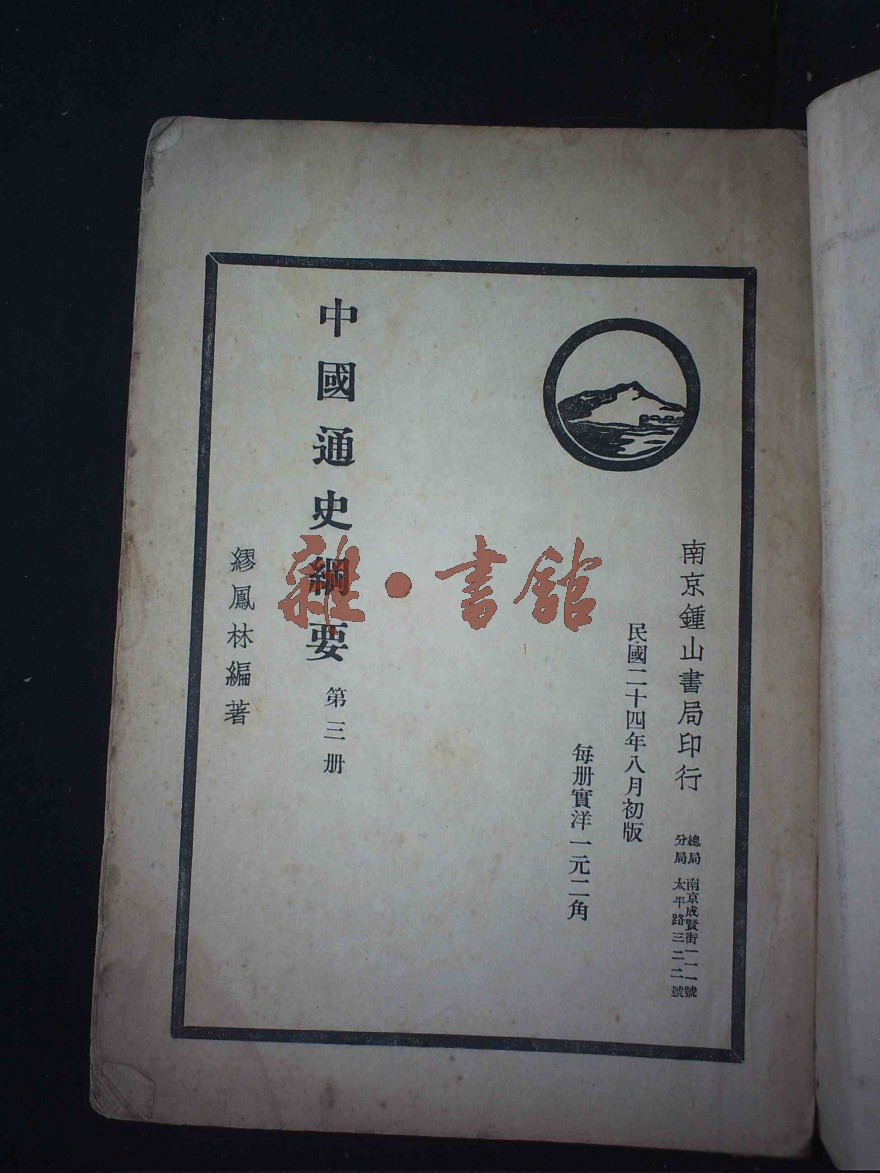 南京鍾山書局印行
總局 南京成賢街一一一號
分局 太平路三二二號
民國二十四年八月初版
每册實洋一元二角
中國通史綱要 第三册
繆鳳林編著
雜·書舘